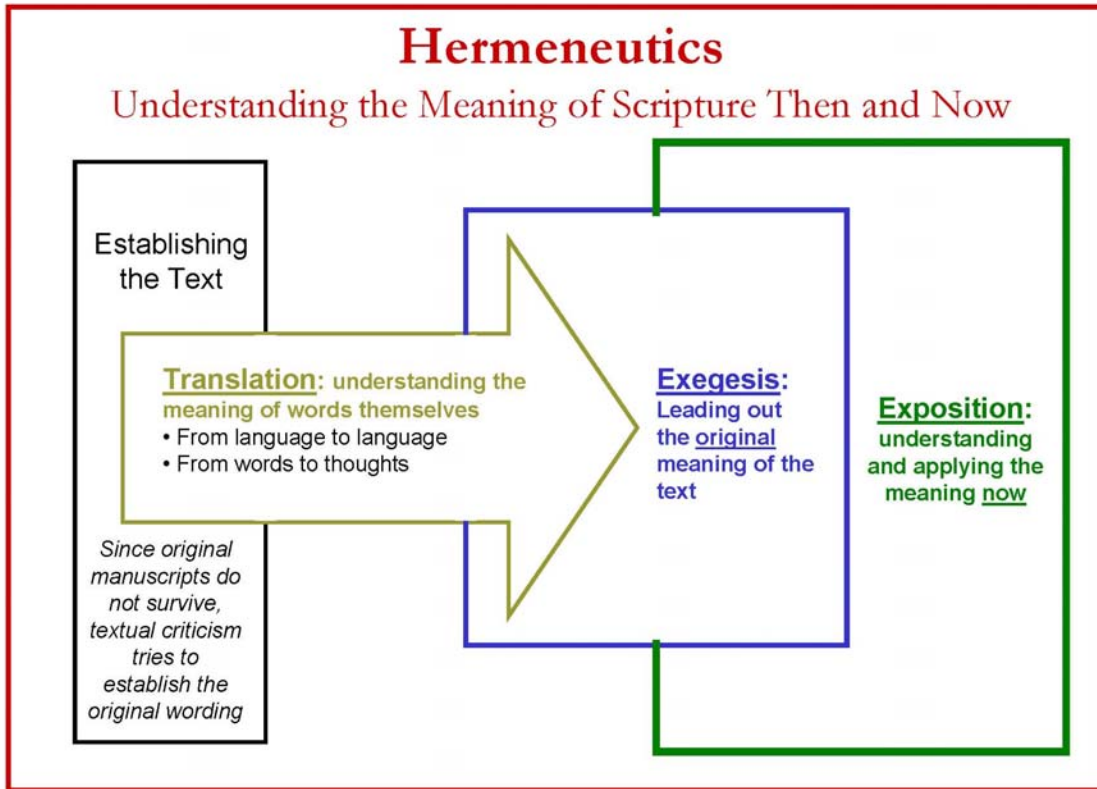 Hermeneutics
Understanding the Meaning of Scripture Then and Now
Establishing
the Text
Since original
manuscripts do
not survive,
textual criticism
tries to
establish the
original wording
Translation: understanding the
meaning of words themselves
• From language to language
• From words to thoughts
Exegesis:
Leading out
the original
meaning of the
text
Exposition:
understanding
and applying the
meaning now